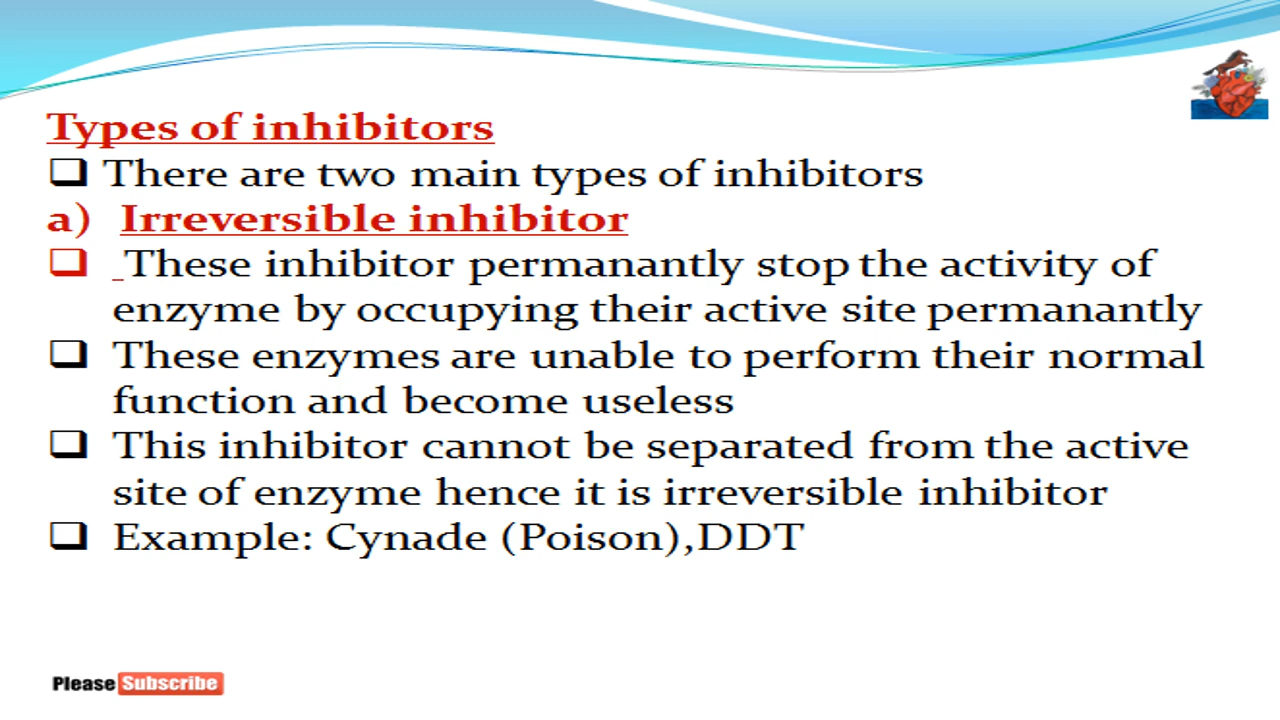 Types of inhibitors
There are two main types of inhibitors
a) Irreversible inhibitor
These inhibitor permanantly stop the activity of
enzyme by occupying their active site permanantly
These enzymes are unable to perform their normal
function and become useless
This inhibitor cannot be separated from the active
site of enzyme hence it is irreversible inhibitor
Example: Cynade (Poison),DDT
Please Subscribe